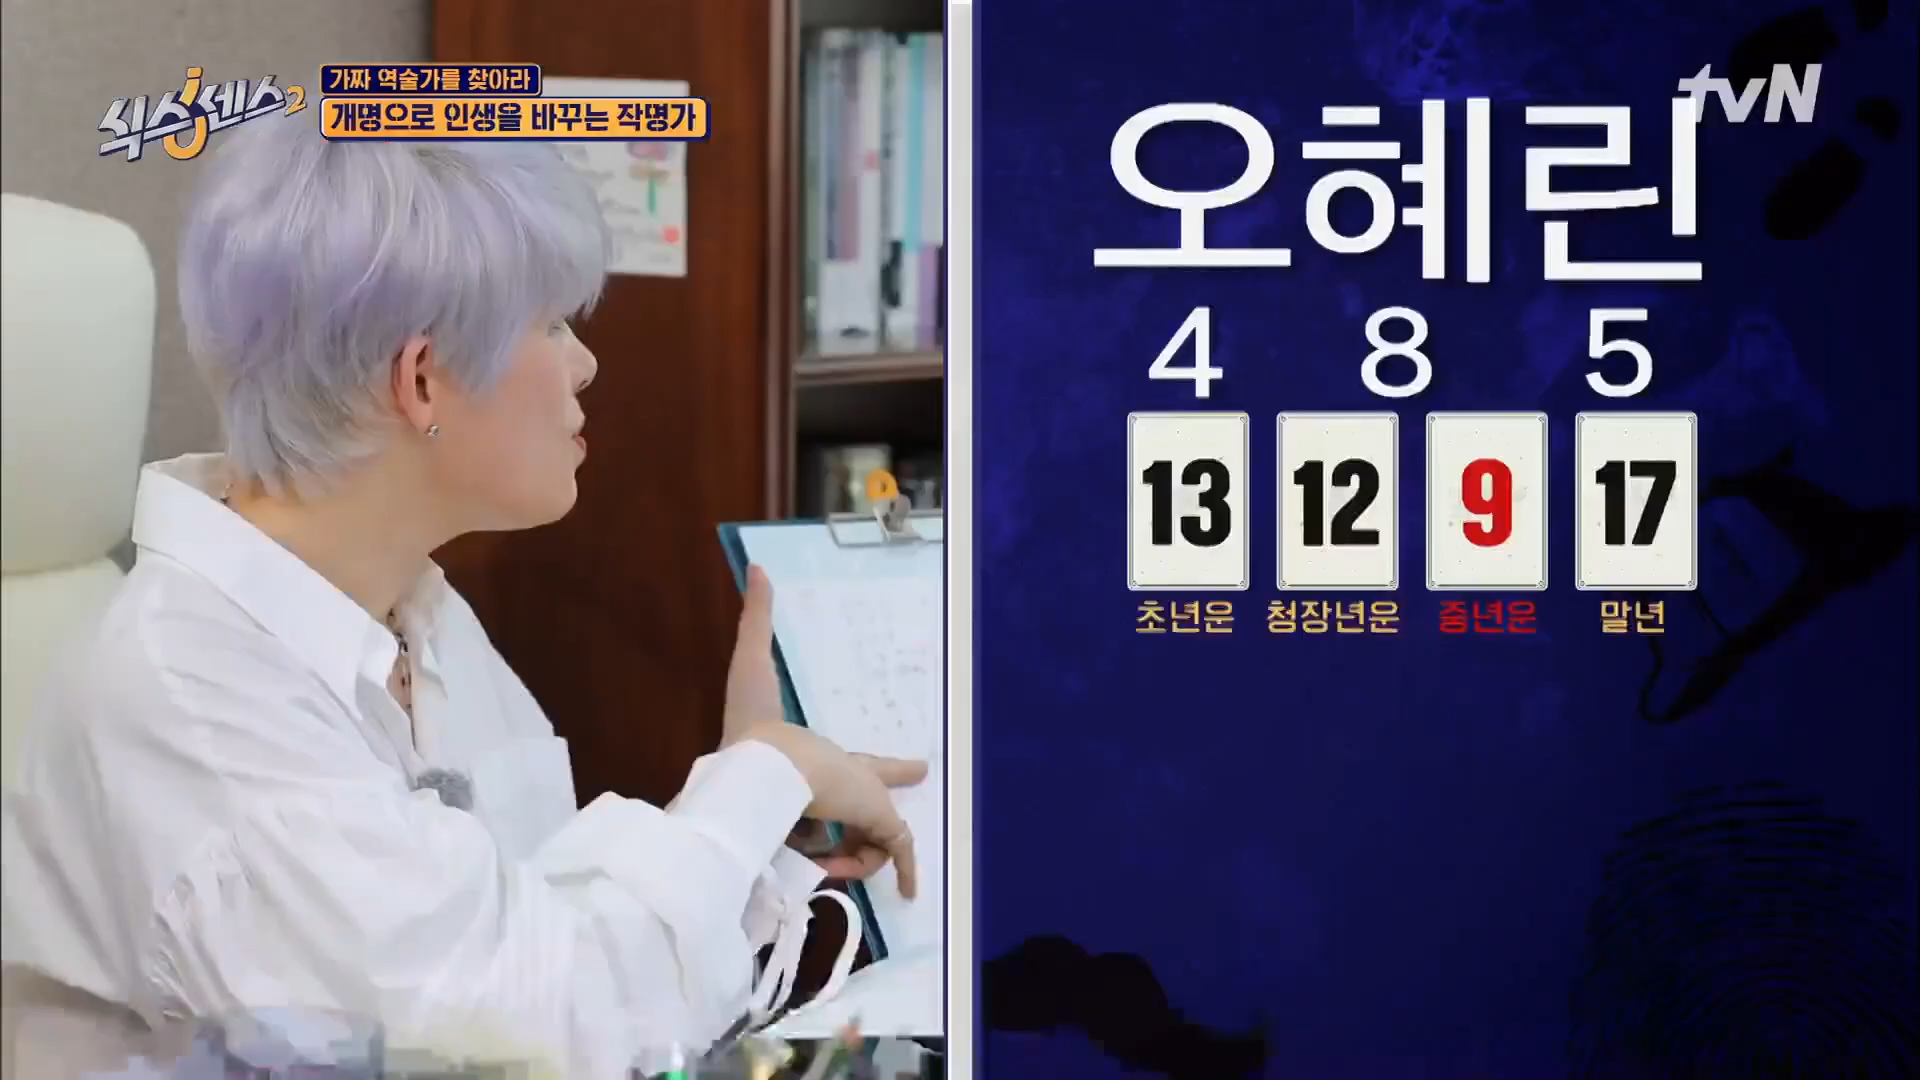 식스센스2
가짜 역술가를 찾아라
개명으로 인생을 바꾸는 작명가
tvN
오혜린
4 8 5
13 12 9 17
초년운 청장년운 중년운 말년